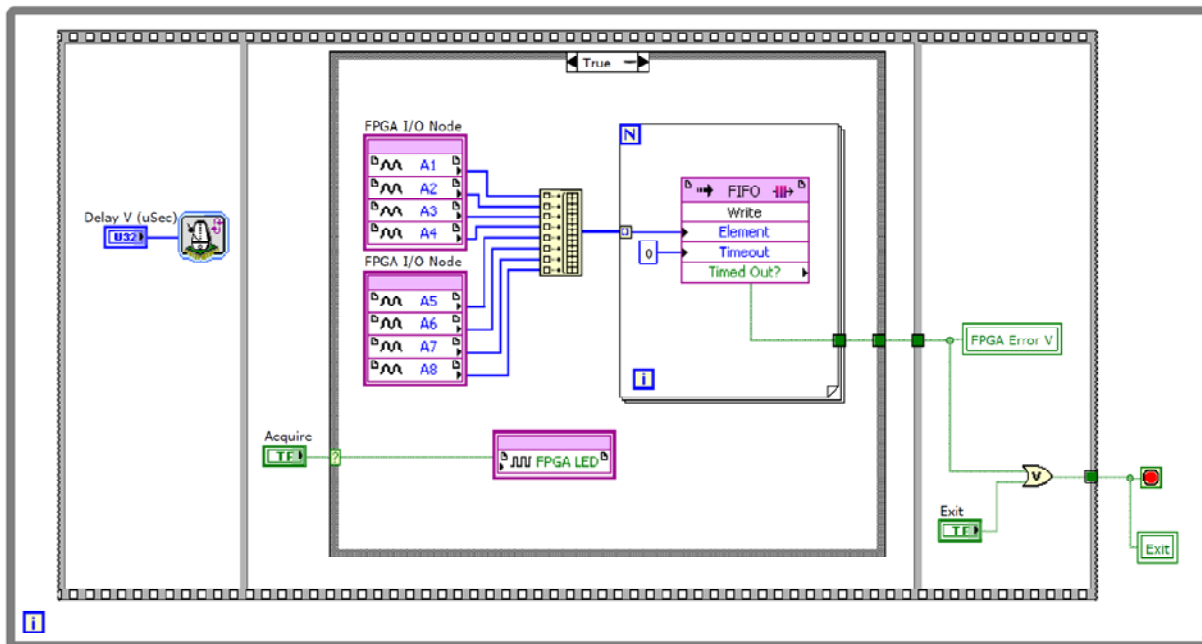 True
FPGA I/O Node
A1
A2
A3
A4
FPGA I/O Node
A5
A6
A7
A8
N
FIFO
Write
Element
0
Timeout
Timed Out?
i
Delay V (uSec)
U32
Acquire
TF
?
FPGA LED
FPGA Error V
V
Exit
TF
Exit
i